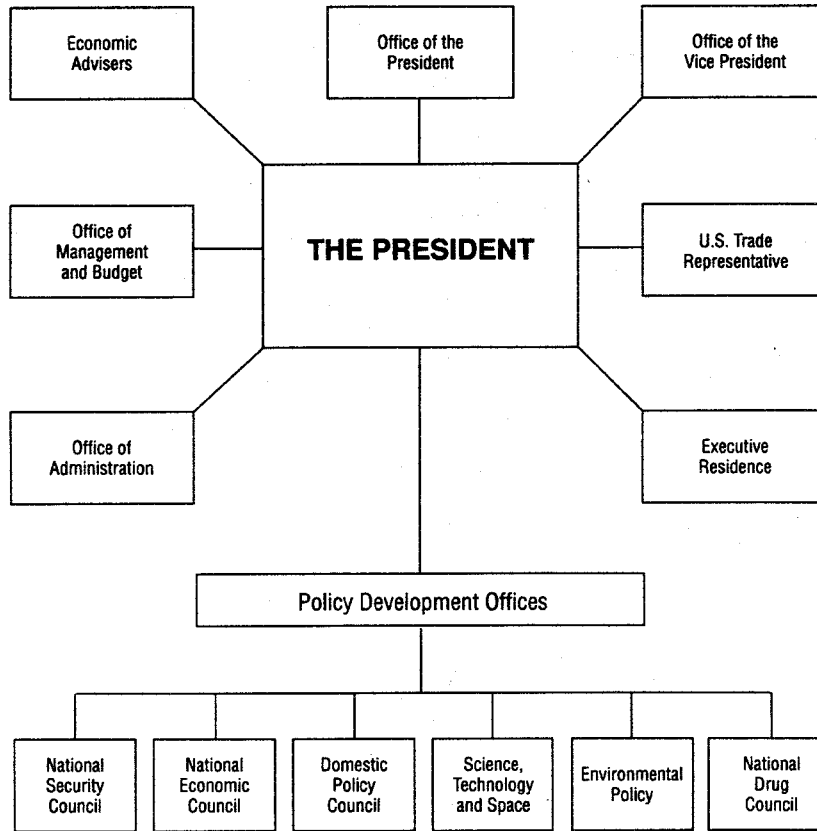 Economic
Advisers
Office of the
President
Office of the
Vice President
Office of
Management
and Budget
THE PRESIDENT
U.S. Trade
Representative
Office of
Administration
Executive
Residence
Policy Development Offices
National
Security
Council
National
Economic
Council
Domestic
Policy
Council
Science,
Technology
and Space
Environmental
Policy
National
Drug
Council